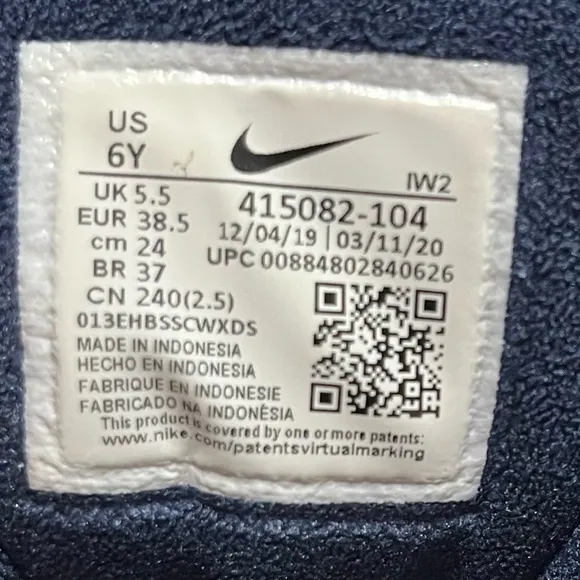 US
6Y
IW2
UK 5.5
EUR 38.5
cm 24
BR 37
CN 240(2.5)
415082-104
12/04/19 | 03/11/20
UPC 00884802840626
013EHBSSCWXDS
MADE IN INDONESIA
HECHO EN INDONESIA
FABRIQUE EN INDONESIE
FABRICADO NA INDONÈSIA
This product is covered by one or more patents:
www.nike.com/patentsvirtualmarking